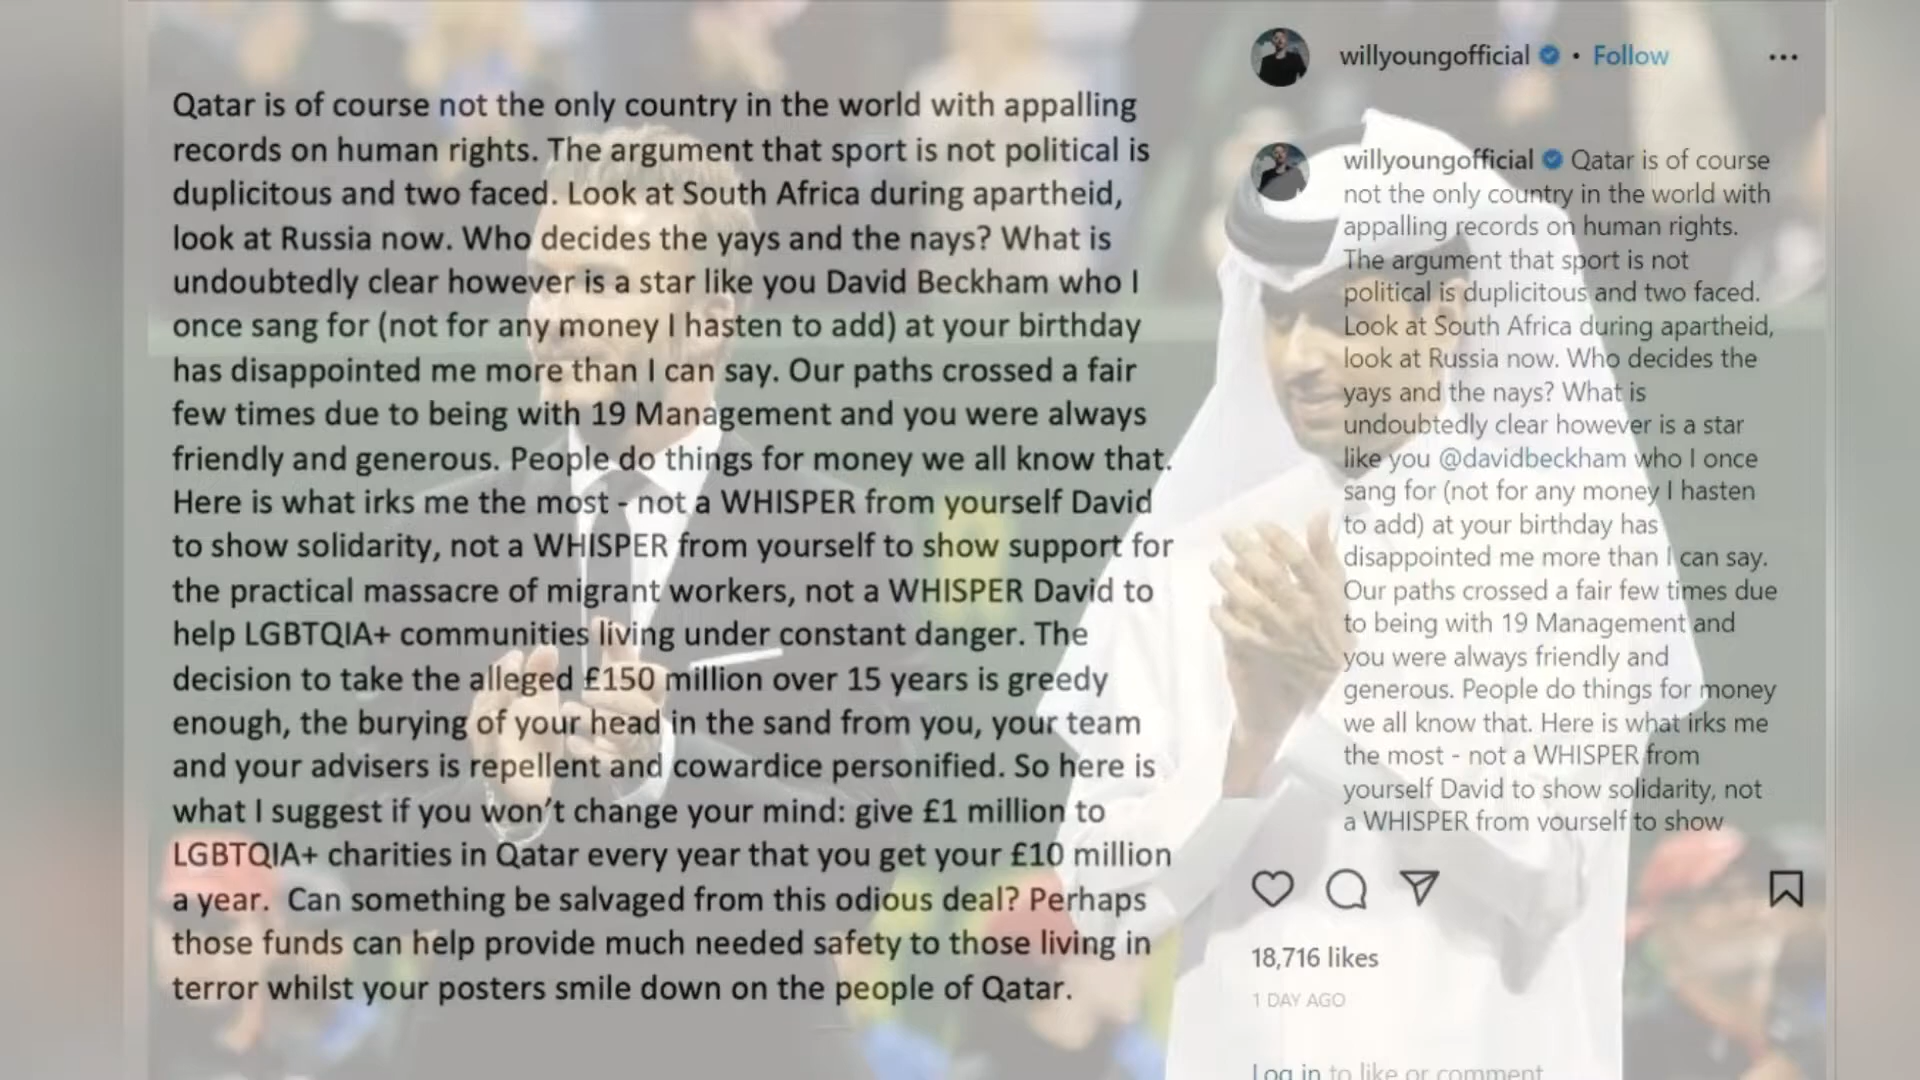 Qatar is of course not the only country in the world with appalling
records on human rights. The argument that sport is not political is
duplicitous and two faced. Look at South Africa during apartheid,
look at Russia now. Who decides the yays and the nays? What is
undoubtedly clear however is a star like you David Beckham who I
once sang for (not for any money I hasten to add) at your birthday
has disappointed me more than I can say. Our paths crossed a fair
few times due to being with 19 Management and you were always
friendly and generous. People do things for money we all know that.
Here is what irks me the most - not a WHISPER from yourself David
to show solidarity, not a WHISPER from yourself to show support for
the practical massacre of migrant workers, not a WHISPER David to
help LGBTQIA+ communities living under constant danger. The
decision to take the alleged £150 million over 15 years is greedy
enough, the burying of your head in the sand from you, your team
and your advisers is repellent and cowardice personified. So here is
what I suggest if you won’t change your mind: give £1 million to
LGBTQIA+ charities in Qatar every year that you get your £10 million
a year.  Can something be salvaged from this odious deal? Perhaps
those funds can help provide much needed safety to those living in
terror whilst your posters smile down on the people of Qatar.
willyoungofficial • Follow
willyoungofficial Qatar is of course
not the only country in the world with
appalling records on human rights.
The argument that sport is not
political is duplicitous and two faced.
Look at South Africa during apartheid,
look at Russia now. Who decides the
yays and the nays? What is
undoubtedly clear however is a star
like you @davidbeckham who I once
sang for (not for any money I hasten
to add) at your birthday has
disappointed me more than I can say.
Our paths crossed a fair few times due
to being with 19 Management and
you were always friendly and
generous. People do things for money
we all know that. Here is what irks me
the most - not a WHISPER from
yourself David to show solidarity, not
a WHISPER from yourself to show
18,716 likes
1 DAY AGO
Log in to like or comment